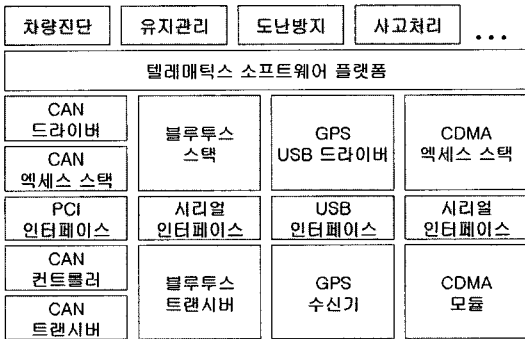 차량진단 유지관리 도난방지 사고처리 ...
텔레매틱스 소프트웨어 플랫폼
CAN
드라이버
CAN
엑세스 스택
블루투스
스택
GPS
USB 드라이버
CDMA
엑세스 스택
PCI
인터페이스
시리얼
인터페이스
USB
인터페이스
시리얼
인터페이스
CAN
컨트롤러
CAN
트랜시버
블루투스
트랜시버
GPS
수신기
CDMA
모듈